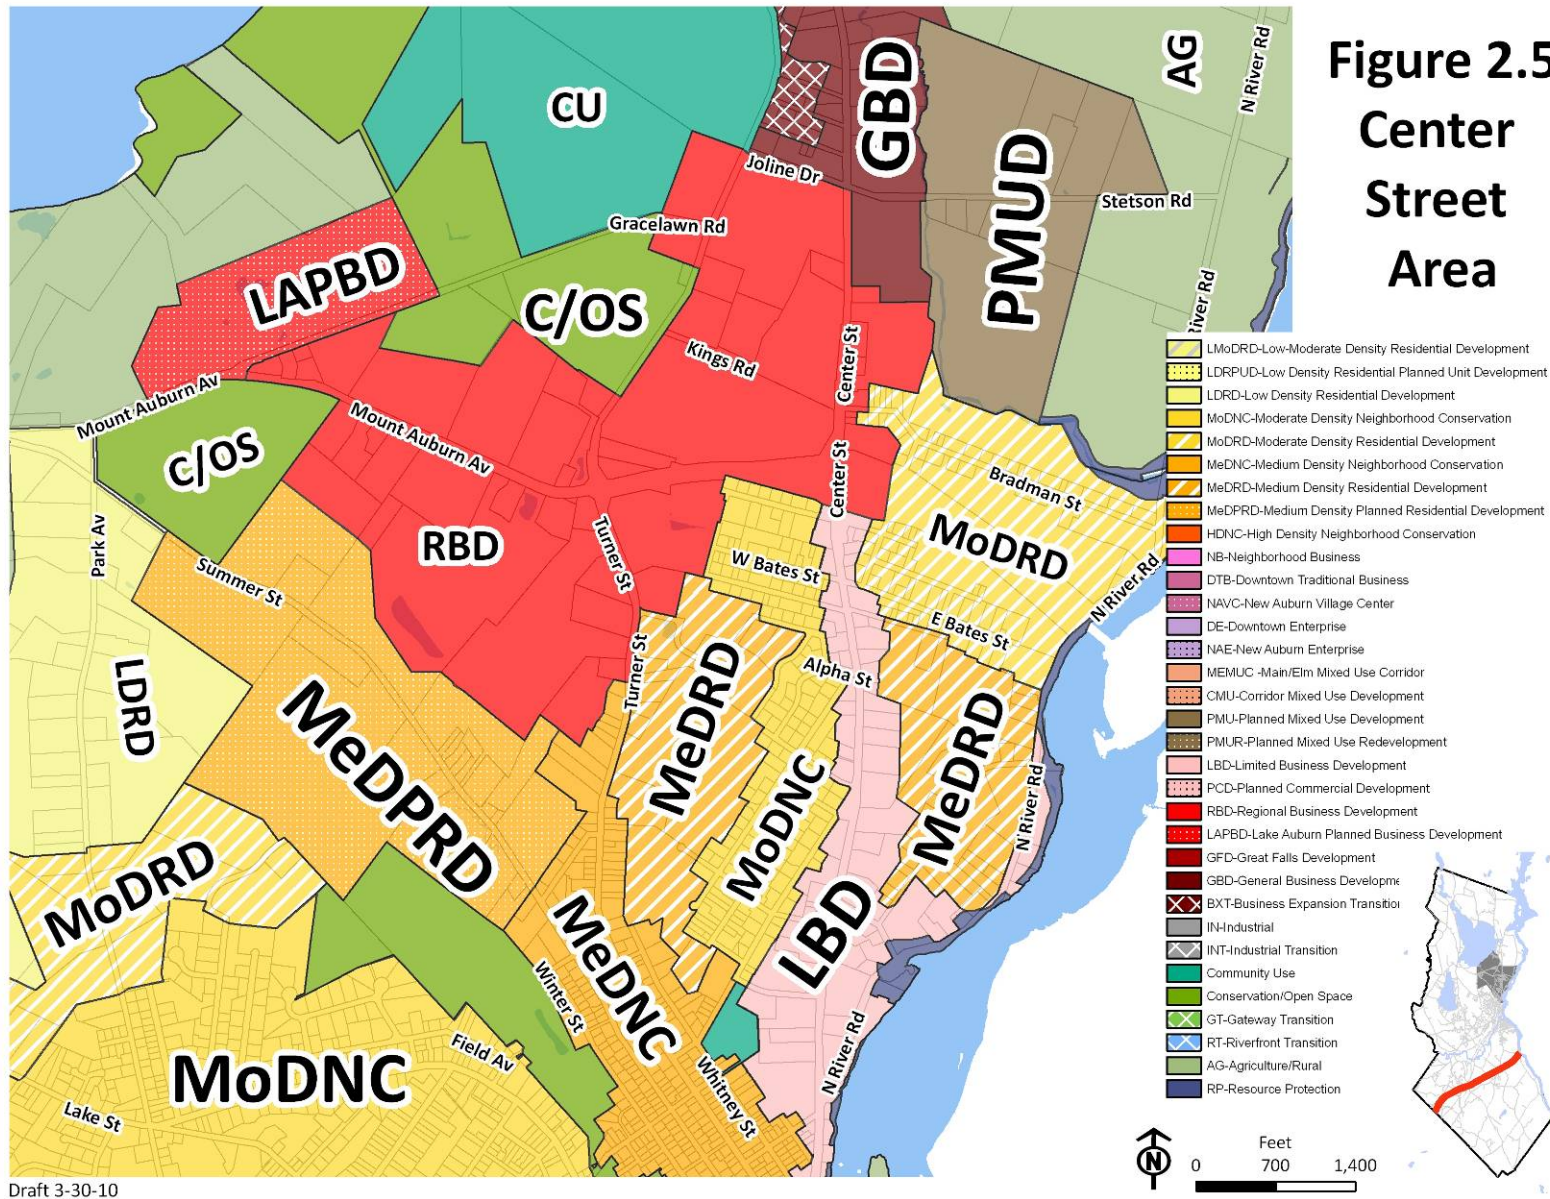 Figure 2.5
Center
Street
Area
CU
GBD
AG
N River Rd
PMUD
Joline Dr
Stetson Rd
Gracelawn Rd
LAPBD
C/OS
River Rd
Kings Rd
Center St
Mount Auburn Av
Mount Auburn Av
C/OS
Center St
Bradman St
RBD
Park Av
Summer St
Turner St
W Bates St
MoDRD
N River Rd
E Bates St
LDRD
Turner St
Alpha St
MeDRD
MeDPRD
MoDNC
MeDRD
N River Rd
MoDRD
LBD
MeDNC
Winter St
Field Av
MoDNC
Lake St
Whitney St
N River Rd
LMoDRD-Low-Moderate Density Residential Development
LDRPUD-Low Density Residential Planned Unit Development
LDRD-Low Density Residential Development
MoDNC-Moderate Density Neighborhood Conservation
MoDRD-Moderate Density Residential Development
MeDNC-Medium Density Neighborhood Conservation
MeDRD-Medium Density Residential Development
MeDPRD-Medium Density Planned Residential Development
HDNC-High Density Neighborhood Conservation
NB-Neighborhood Business
DTB-Downtown Traditional Business
NAVC-New Auburn Village Center
DE-Downtown Enterprise
NAE-New Auburn Enterprise
MEMUC -Main/Elm Mixed Use Corridor
CMU-Corridor Mixed Use Development
PMU-Planned Mixed Use Development
PMUR-Planned Mixed Use Redevelopment
LBD-Limited Business Development
PCD-Planned Commercial Development
RBD-Regional Business Development
LAPBD-Lake Auburn Planned Business Development
GFD-Great Falls Development
GBD-General Business Developme
BXT-Business Expansion Transition
IN-Industrial
INT-Industrial Transition
Community Use
Conservation/Open Space
GT-Gateway Transition
RT-Riverfront Transition
AG-Agriculture/Rural
RP-Resource Protection
N
Feet
0 700 1,400
Draft 3-30-10